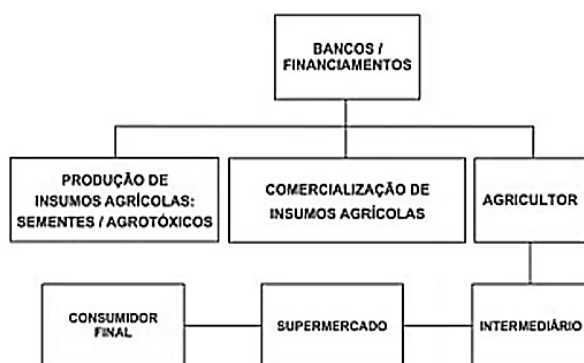 BANCOS /
FINANCIAMENTOS
PRODUÇÃO DE
INSUMOS AGRÍCOLAS:
SEMENTES / AGROTÓXICOS
COMERCIALIZAÇÃO DE
INSUMOS AGRÍCOLAS
AGRICULTOR
CONSUMIDOR
FINAL
SUPERMERCADO
INTERMEDIÁRIO